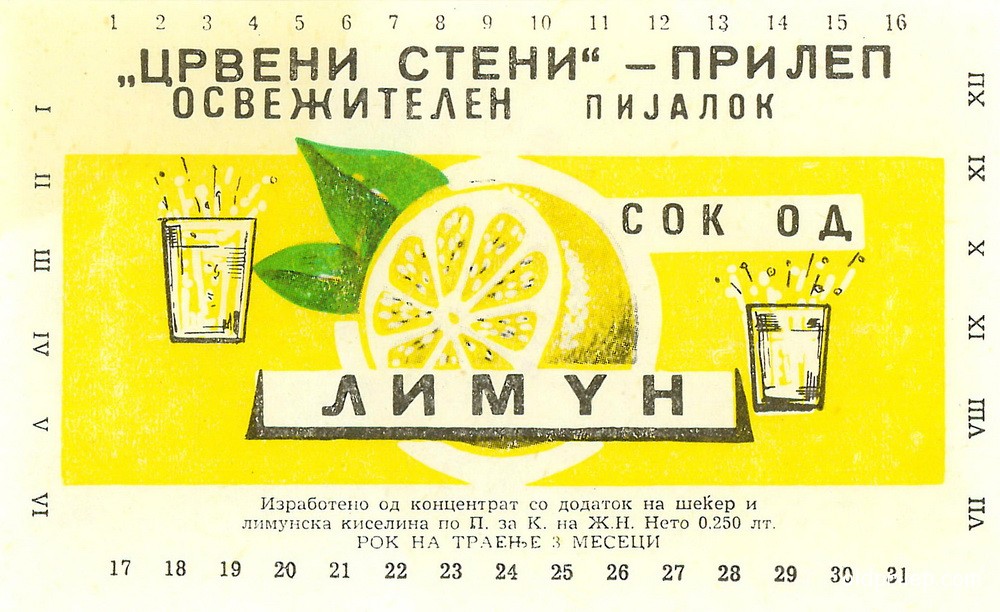 1 2 3 4 5 6 7 8 9 10 11 12 13 14 15 16
„ЦРВЕНИ СТЕНИ“ – ПРИЛЕП
ОСВЕЖИТЕЛЕН ПИЈАЛОК
I
II
III
IV
V
VI
XII
XI
X
IX
VIII
VII
СОК ОД
ЛИМУН
Изработено од концентрат со додаток на шеќер и
лимунска киселина по П. за К. на Ж.Н. Нето 0.250 лт.
РОК НА ТРАЕЊЕ 3 МЕСЕЦИ
17 18 19 20 21 22 23 24 25 26 27 28 29 30 31